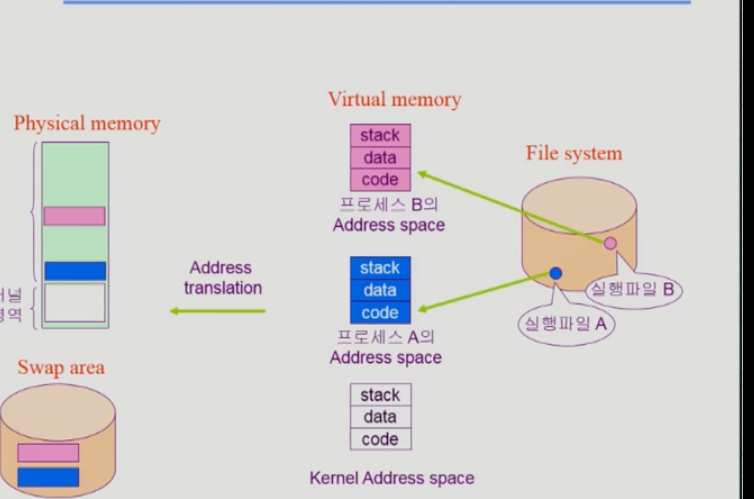 Physical memory
널
역
Swap area
Address
translation
Virtual memory
stack
data
code
프로세스 B의
Address space
stack
data
code
프로세스 A의
Address space
stack
data
code
Kernel Address space
File system
실행파일 B
실행파일 A